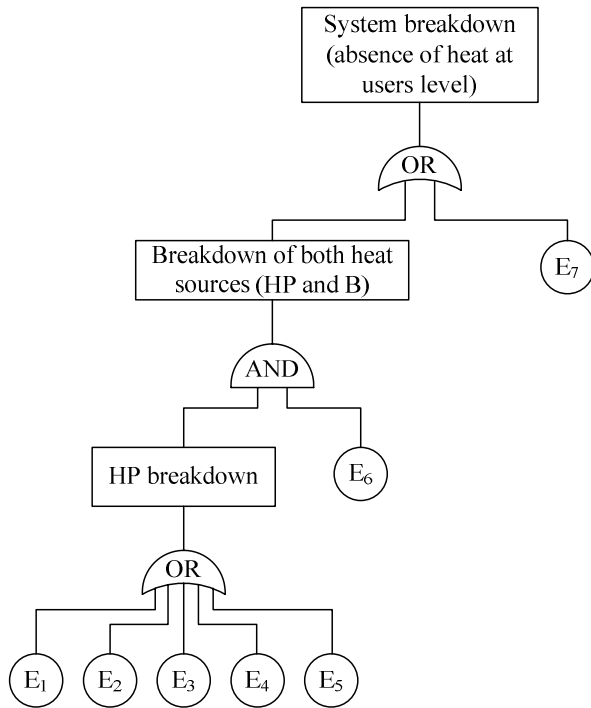 System breakdown
(absence of heat at
users level)
OR
Breakdown of both heat
sources (HP and B)
E₇
AND
HP breakdown
E₆
OR
E₁ E₂ E₃ E₄ E₅